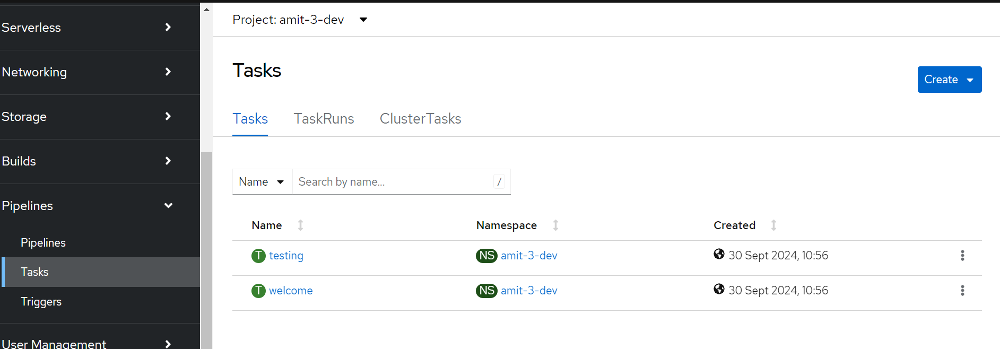 Serverless
Networking
Storage
Builds
Pipelines
Pipelines
Tasks
Triggers
User Management
Project: amit-3-dev
Tasks
Create
Tasks TaskRuns ClusterTasks
Name Search by name... /
Name Namespace Created
T testing NS amit-3-dev 30 Sept 2024, 10:56
T welcome NS amit-3-dev 30 Sept 2024, 10:56